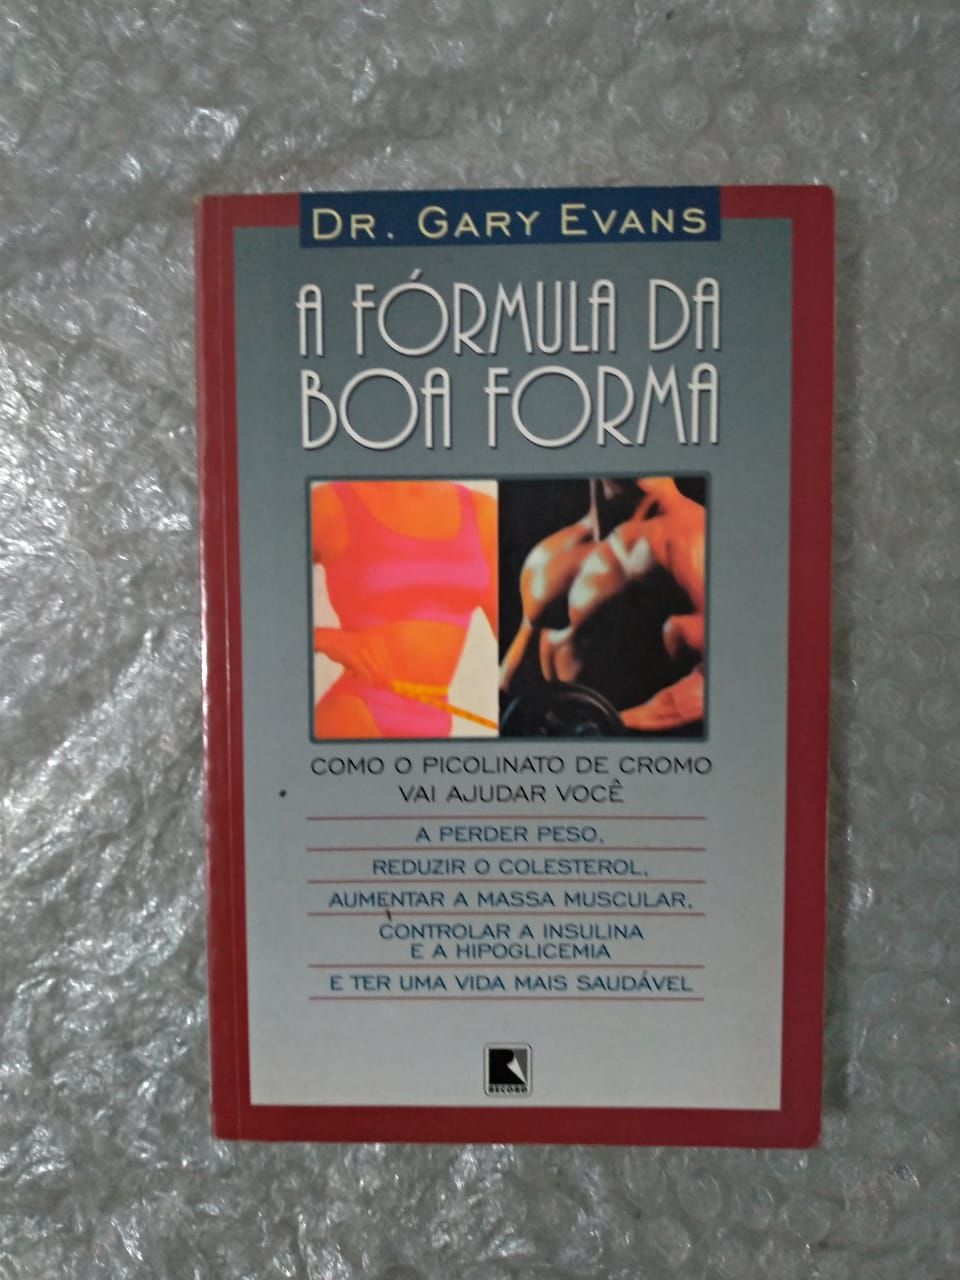 DR. GARY EVANS
A FÓRMULA DA
BOA FORMA
COMO O PICOLINATO DE CROMO
VAI AJUDAR VOCÊ
A PERDER PESO,
REDUZIR O COLESTEROL,
AUMENTAR A MASSA MUSCULAR,
CONTROLAR A INSULINA
E A HIPOGLICEMIA
E TER UMA VIDA MAIS SAUDÁVEL
RECORD